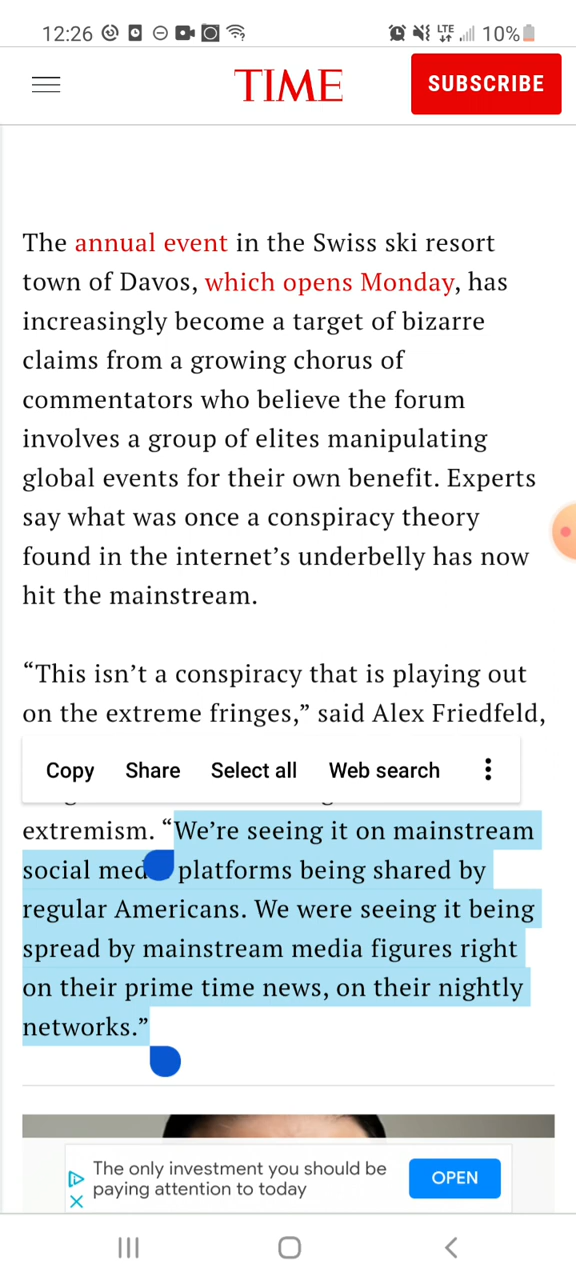 12:26
LTE
10%
TIME
SUBSCRIBE
The annual event in the Swiss ski resort
town of Davos, which opens Monday, has
increasingly become a target of bizarre
claims from a growing chorus of
commentators who believe the forum
involves a group of elites manipulating
global events for their own benefit. Experts
say what was once a conspiracy theory
found in the internet’s underbelly has now
hit the mainstream.
“This isn’t a conspiracy that is playing out
on the extreme fringes,” said Alex Friedfeld,
Copy Share Select all Web search
extremism. “We’re seeing it on mainstream
social med platforms being shared by
regular Americans. We were seeing it being
spread by mainstream media figures right
on their prime time news, on their nightly
networks.”
The only investment you should be
paying attention to today
OPEN